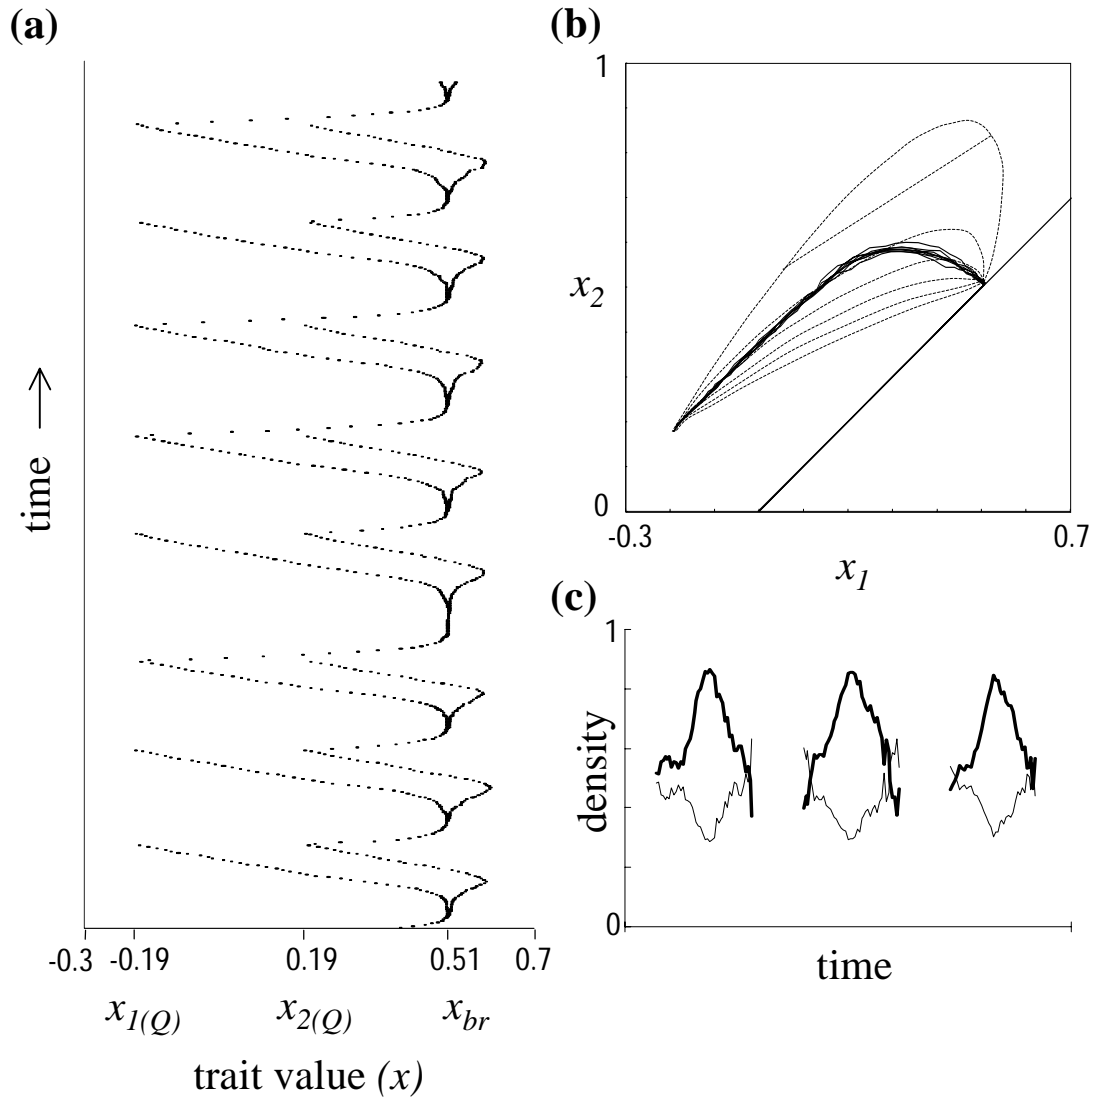 (a)
time
-0.3 -0.19 0.19 0.51 0.7
x1(Q) x2(Q) xbr
trait value (x)
(b)
1
x2
0
-0.3 0.7
x1
(c)
1
density
0
time